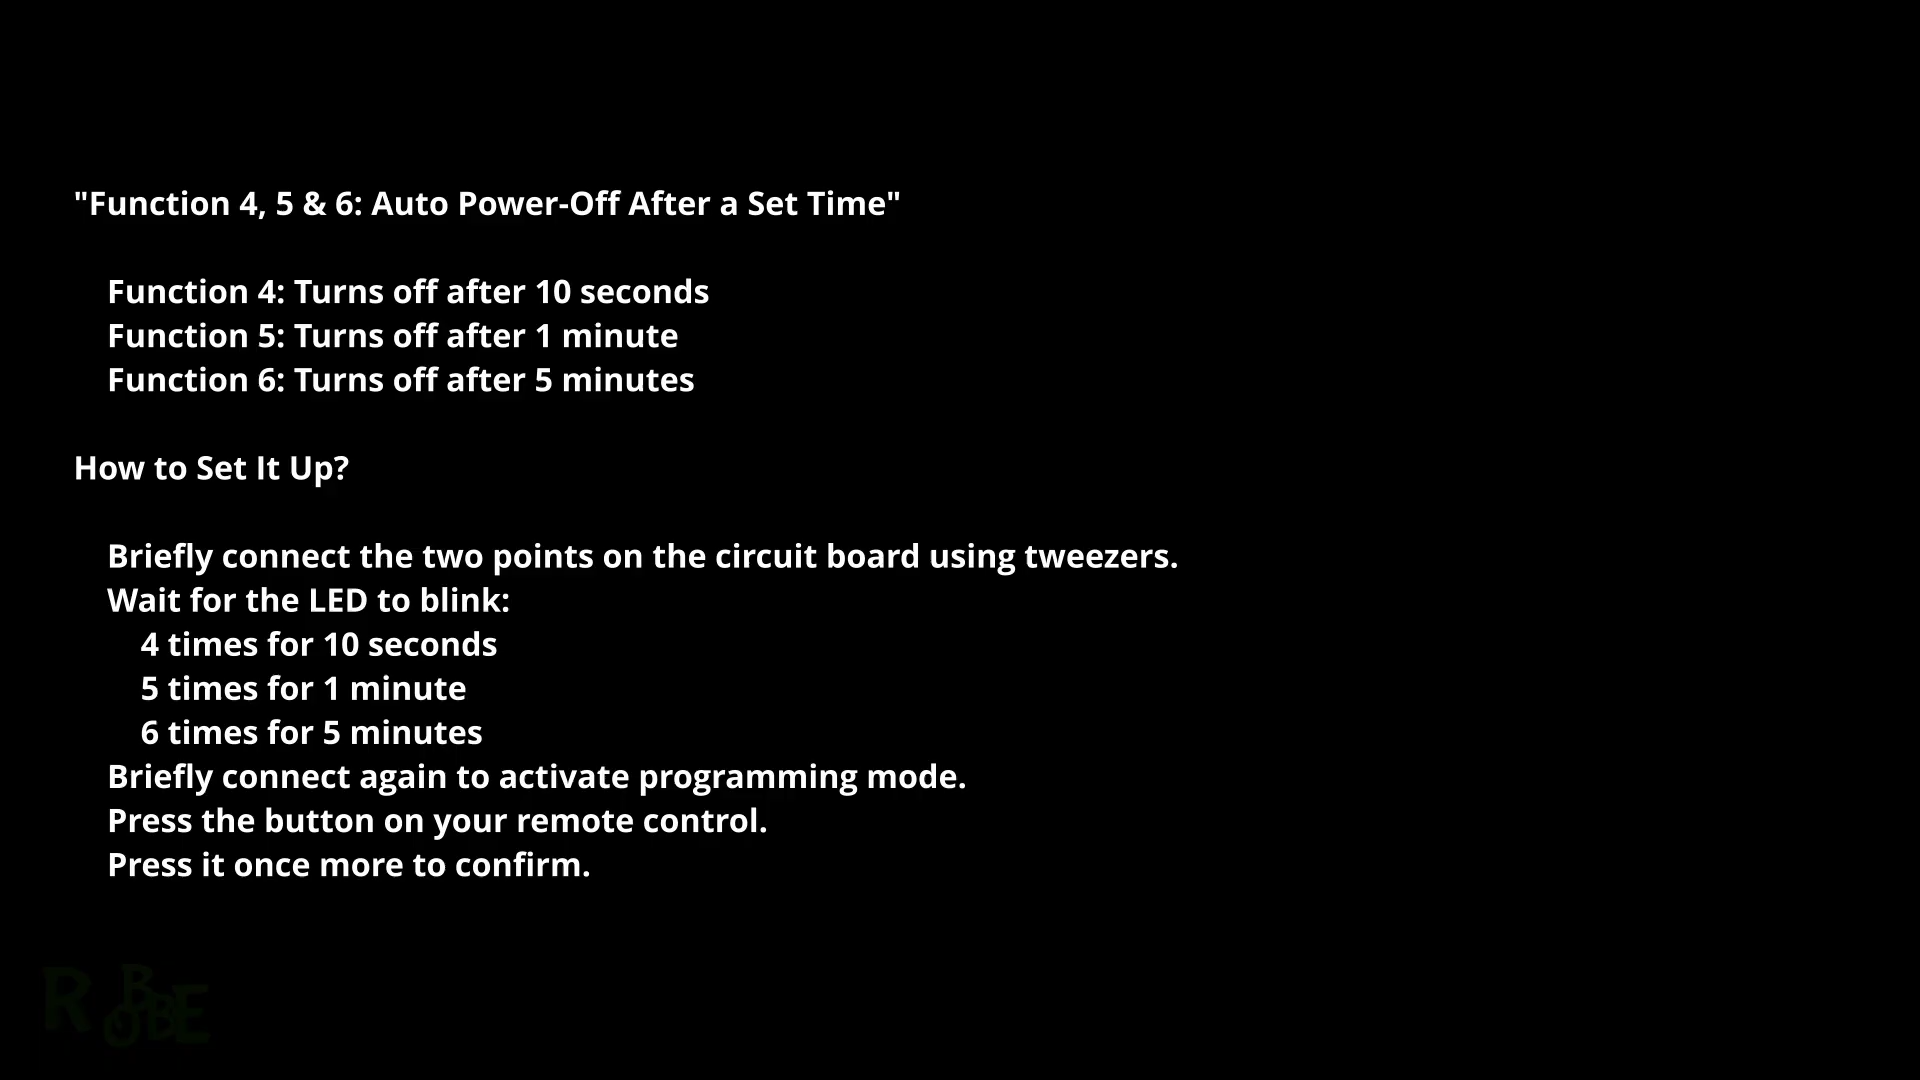 "Function 4, 5 & 6: Auto Power-Off After a Set Time"
Function 4: Turns off after 10 seconds
Function 5: Turns off after 1 minute
Function 6: Turns off after 5 minutes
How to Set It Up?
Briefly connect the two points on the circuit board using tweezers.
Wait for the LED to blink:
4 times for 10 seconds
5 times for 1 minute
6 times for 5 minutes
Briefly connect again to activate programming mode.
Press the button on your remote control.
Press it once more to confirm.